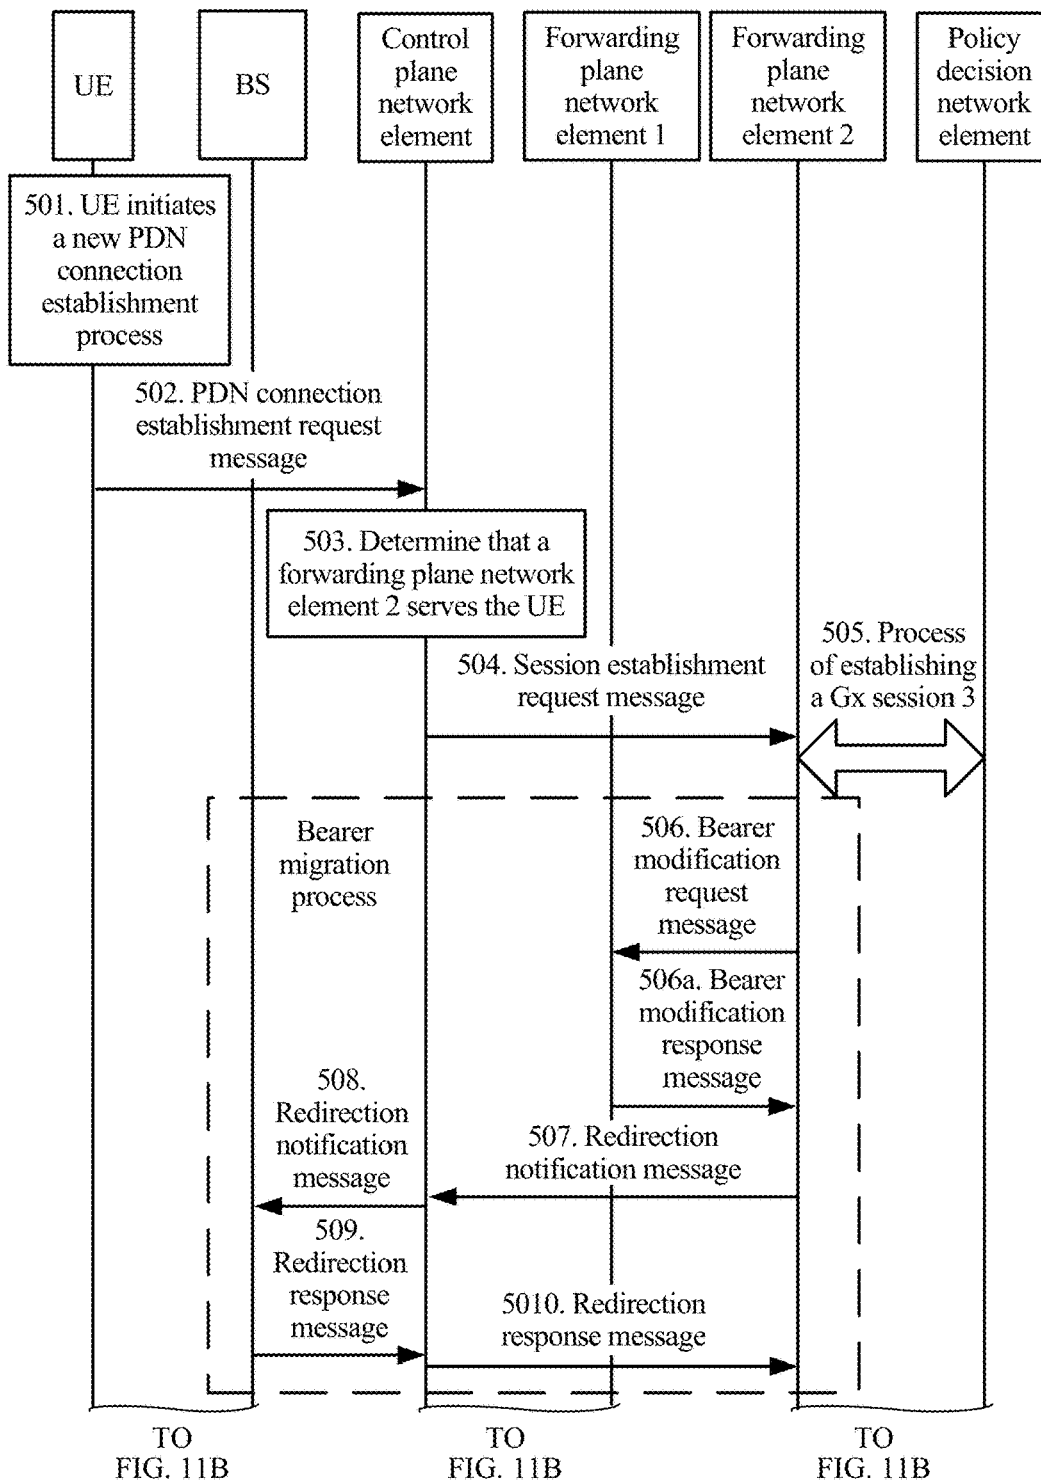 UE
BS
Control
plane
network
element
Forwarding
plane
network
element 1
Forwarding
plane
network
element 2
Policy
decision
network
element
501. UE initiates
a new PDN
connection
establishment
process
502. PDN connection
establishment request
message
503. Determine that a
forwarding plane network
element 2 serves the UE
504. Session establishment
request message
505. Process
of establishing
a Gx session 3
Bearer
migration
process
506. Bearer
modification
request
message
506a. Bearer
modification
response
message
508.
Redirection
notification
message
507. Redirection
notification message
509.
Redirection
response
message
5010. Redirection
response message
TO
FIG. 11B
TO
FIG. 11B
TO
FIG. 11B